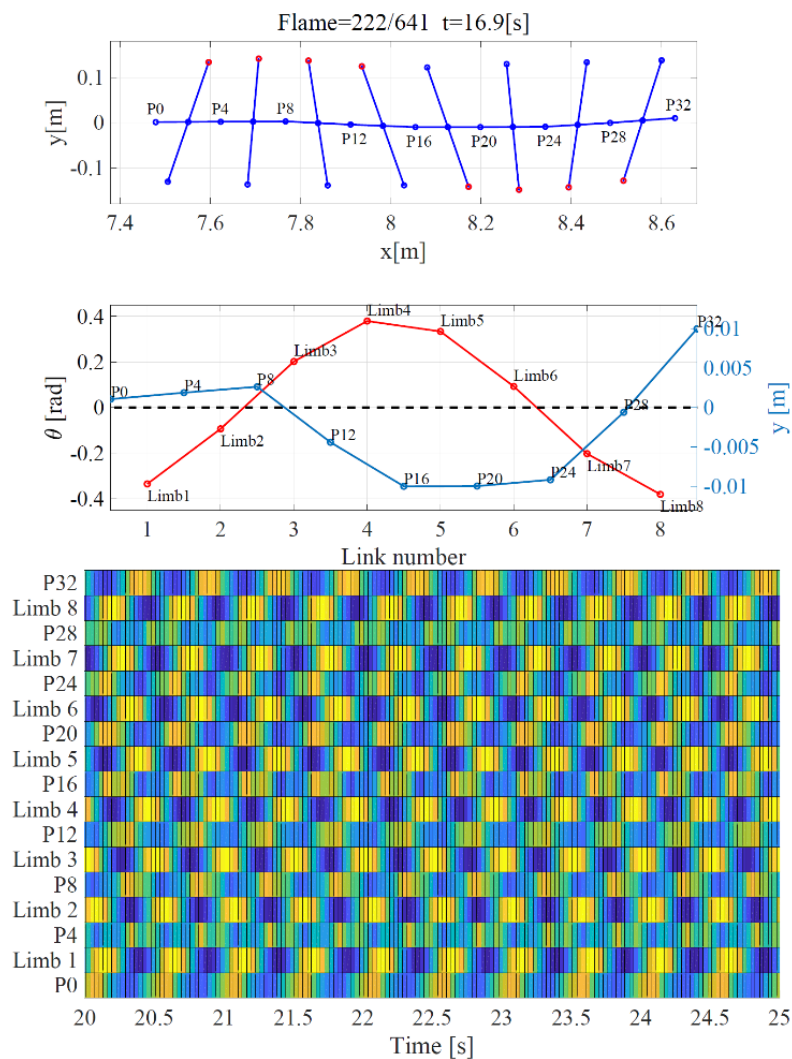 Flame=222/641 t=16.9[s]
0.1
0
-0.1
y[m]
P0
P4
P8
P12
P16
P20
P24
P28
P32
7.4
7.6
7.8
8
8.2
8.4
8.6
x[m]
0.4
0.2
0
-0.2
-0.4
θ [rad]
P0
P4
P8
P12
P16
P20
P24
P28
P32
Limb1
Limb2
Limb3
Limb4
Limb5
Limb6
Limb7
Limb8
0.01
0.005
0
-0.005
-0.01
y [m]
1
2
3
4
5
6
7
8
Link number
P32
Limb 8
P28
Limb 7
P24
Limb 6
P20
Limb 5
P16
Limb 4
P12
Limb 3
P8
Limb 2
P4
Limb 1
P0
20
20.5
21
21.5
22
22.5
23
23.5
24
24.5
25
Time [s]